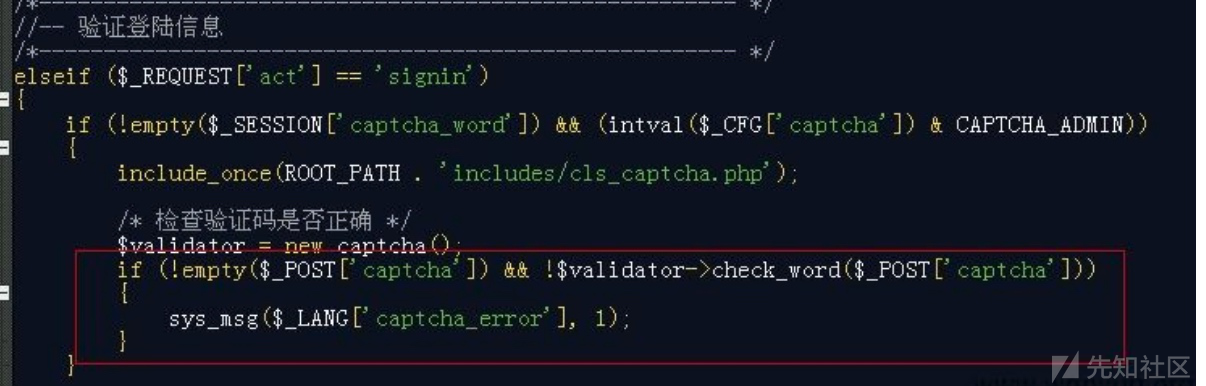 /*------------------------------------------------------ */
//-- 验证登陆信息
/*------------------------------------------------------ */
elseif ($_REQUEST['act'] == 'signin')
{
if (!empty($_SESSION['captcha_word']) && (intval($_CFG['captcha']) & CAPTCHA_ADMIN))
{
include_once(ROOT_PATH . 'includes/cls_captcha.php');
/* 检查验证码是否正确 */
$validator = new captcha();
if (!empty($_POST['captcha']) && !$validator->check_word($_POST['captcha']))
{
sys_msg($_LANG['captcha_error'], 1);
}
}
先知社区